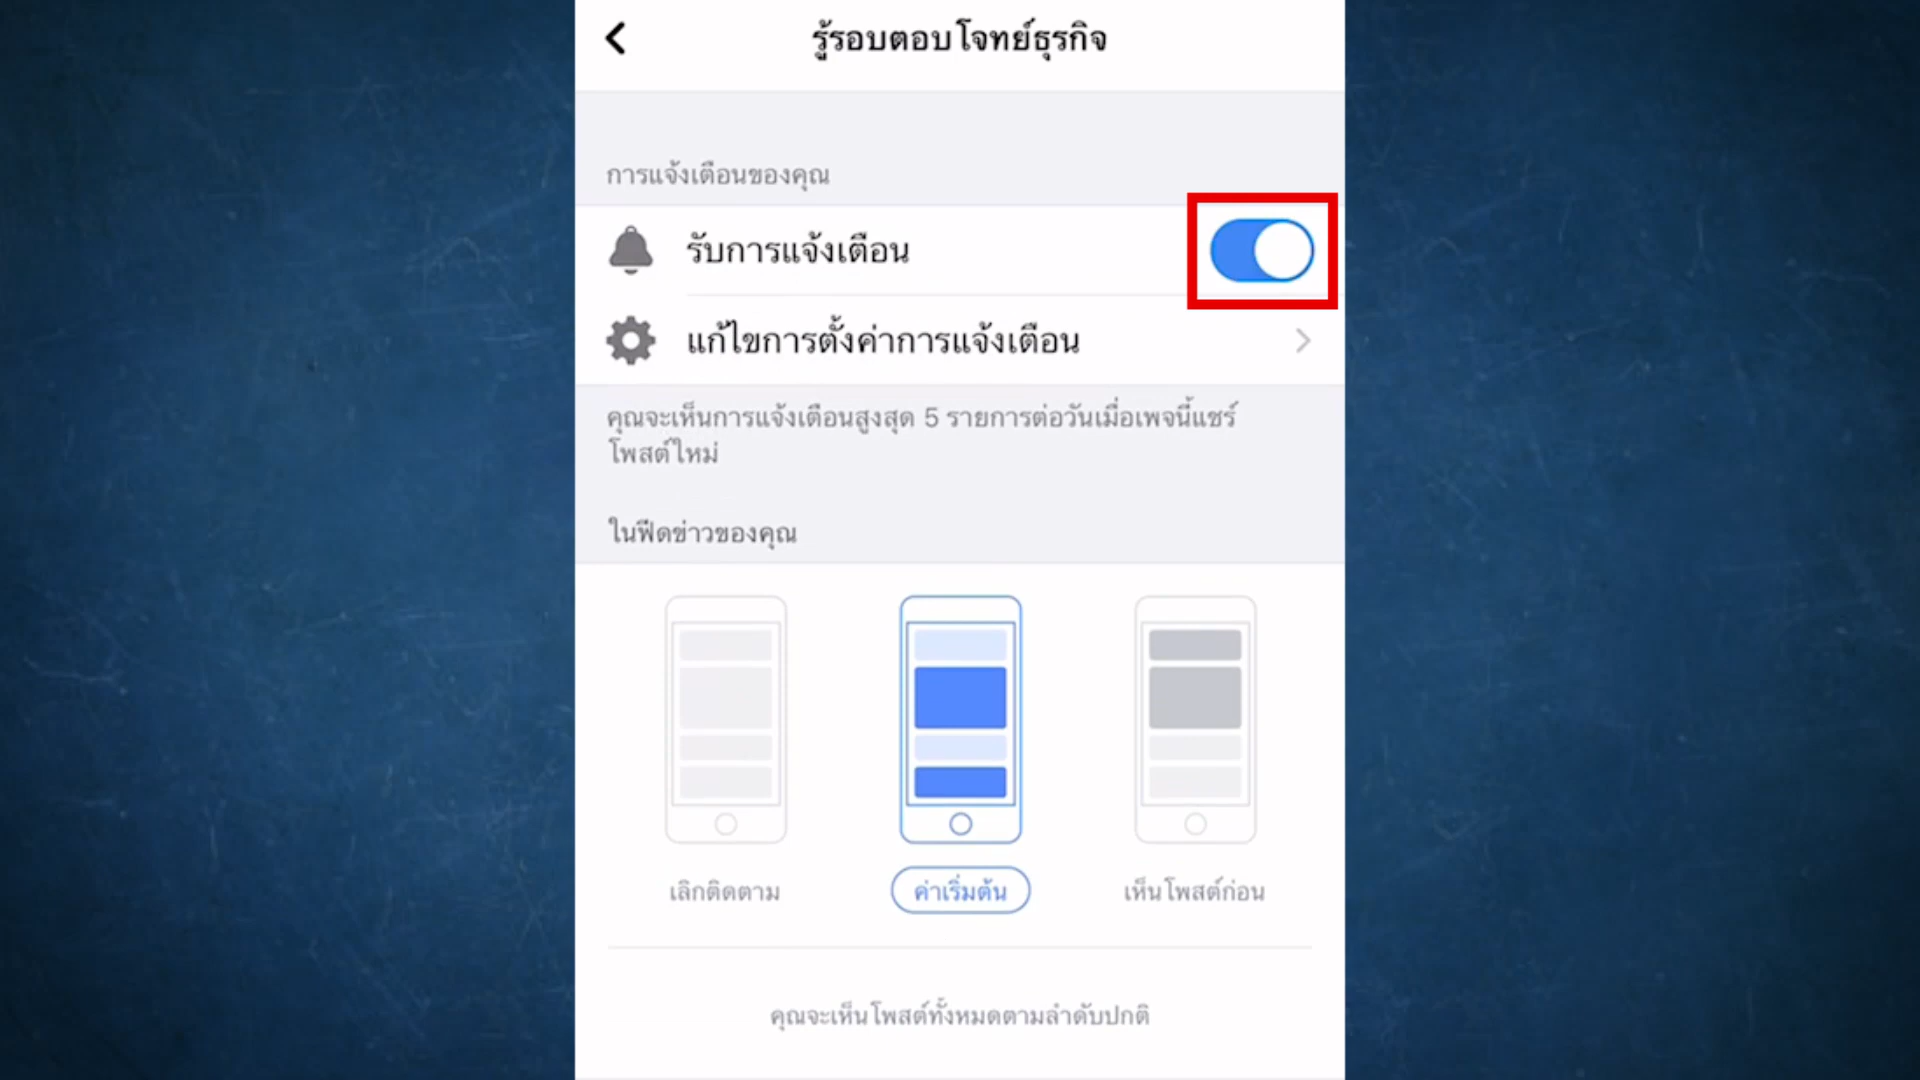 รู้รอบตอบโจทย์ธุรกิจ
การแจ้งเตือนของคุณ
รับการแจ้งเตือน
แก้ไขการตั้งค่าการแจ้งเตือน
คุณจะเห็นการแจ้งเตือนสูงสุด 5 รายการต่อวันเมื่อเพจนี้แชร์
โพสต์ใหม่
ในฟีดข่าวของคุณ
เลิกติดตาม
ค่าเริ่มต้น
เห็นโพสต์ก่อน
คุณจะเห็นโพสต์ทั้งหมดตามลำดับปกติ